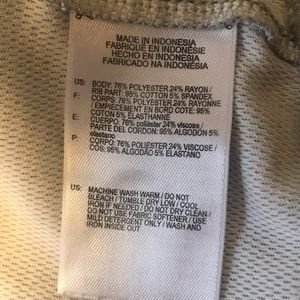 MADE IN INDONESIA
FABRIQUÉ EN INDONÉSIE
HECHO EN INDONESIA
FABRICADO NA INDONÉSIA
US: BODY: 76% POLYESTER 24% RAYON /
RIB PART: 95% COTTON 5% SPANDEX
F: CORPS: 76% POLYESTER 24% RAYONNE
/ EMPIECEMENT EN BORD COTE: 95%
COTON 5% ELASTHANNE
E: CUERPO: 76% poliéster 24% viscosa /
PARTE DEL CORDON: 95% ALGODON 5%
elastano
P: CORPO: 76% POLIÉSTER 24% VISCOSE /
COS: 95% ALGODÃO 5% ELASTANO
US: MACHINE WASH WARM / DO NOT
BLEACH / TUMBLE DRY LOW / COOL
IRON IF NEEDED / DO NOT DRY CLEAN /
DO NOT USE FABRIC SOFTENER / USE
MILD DETERGENT ONLY / WASH AND
IRON INSIDE OUT